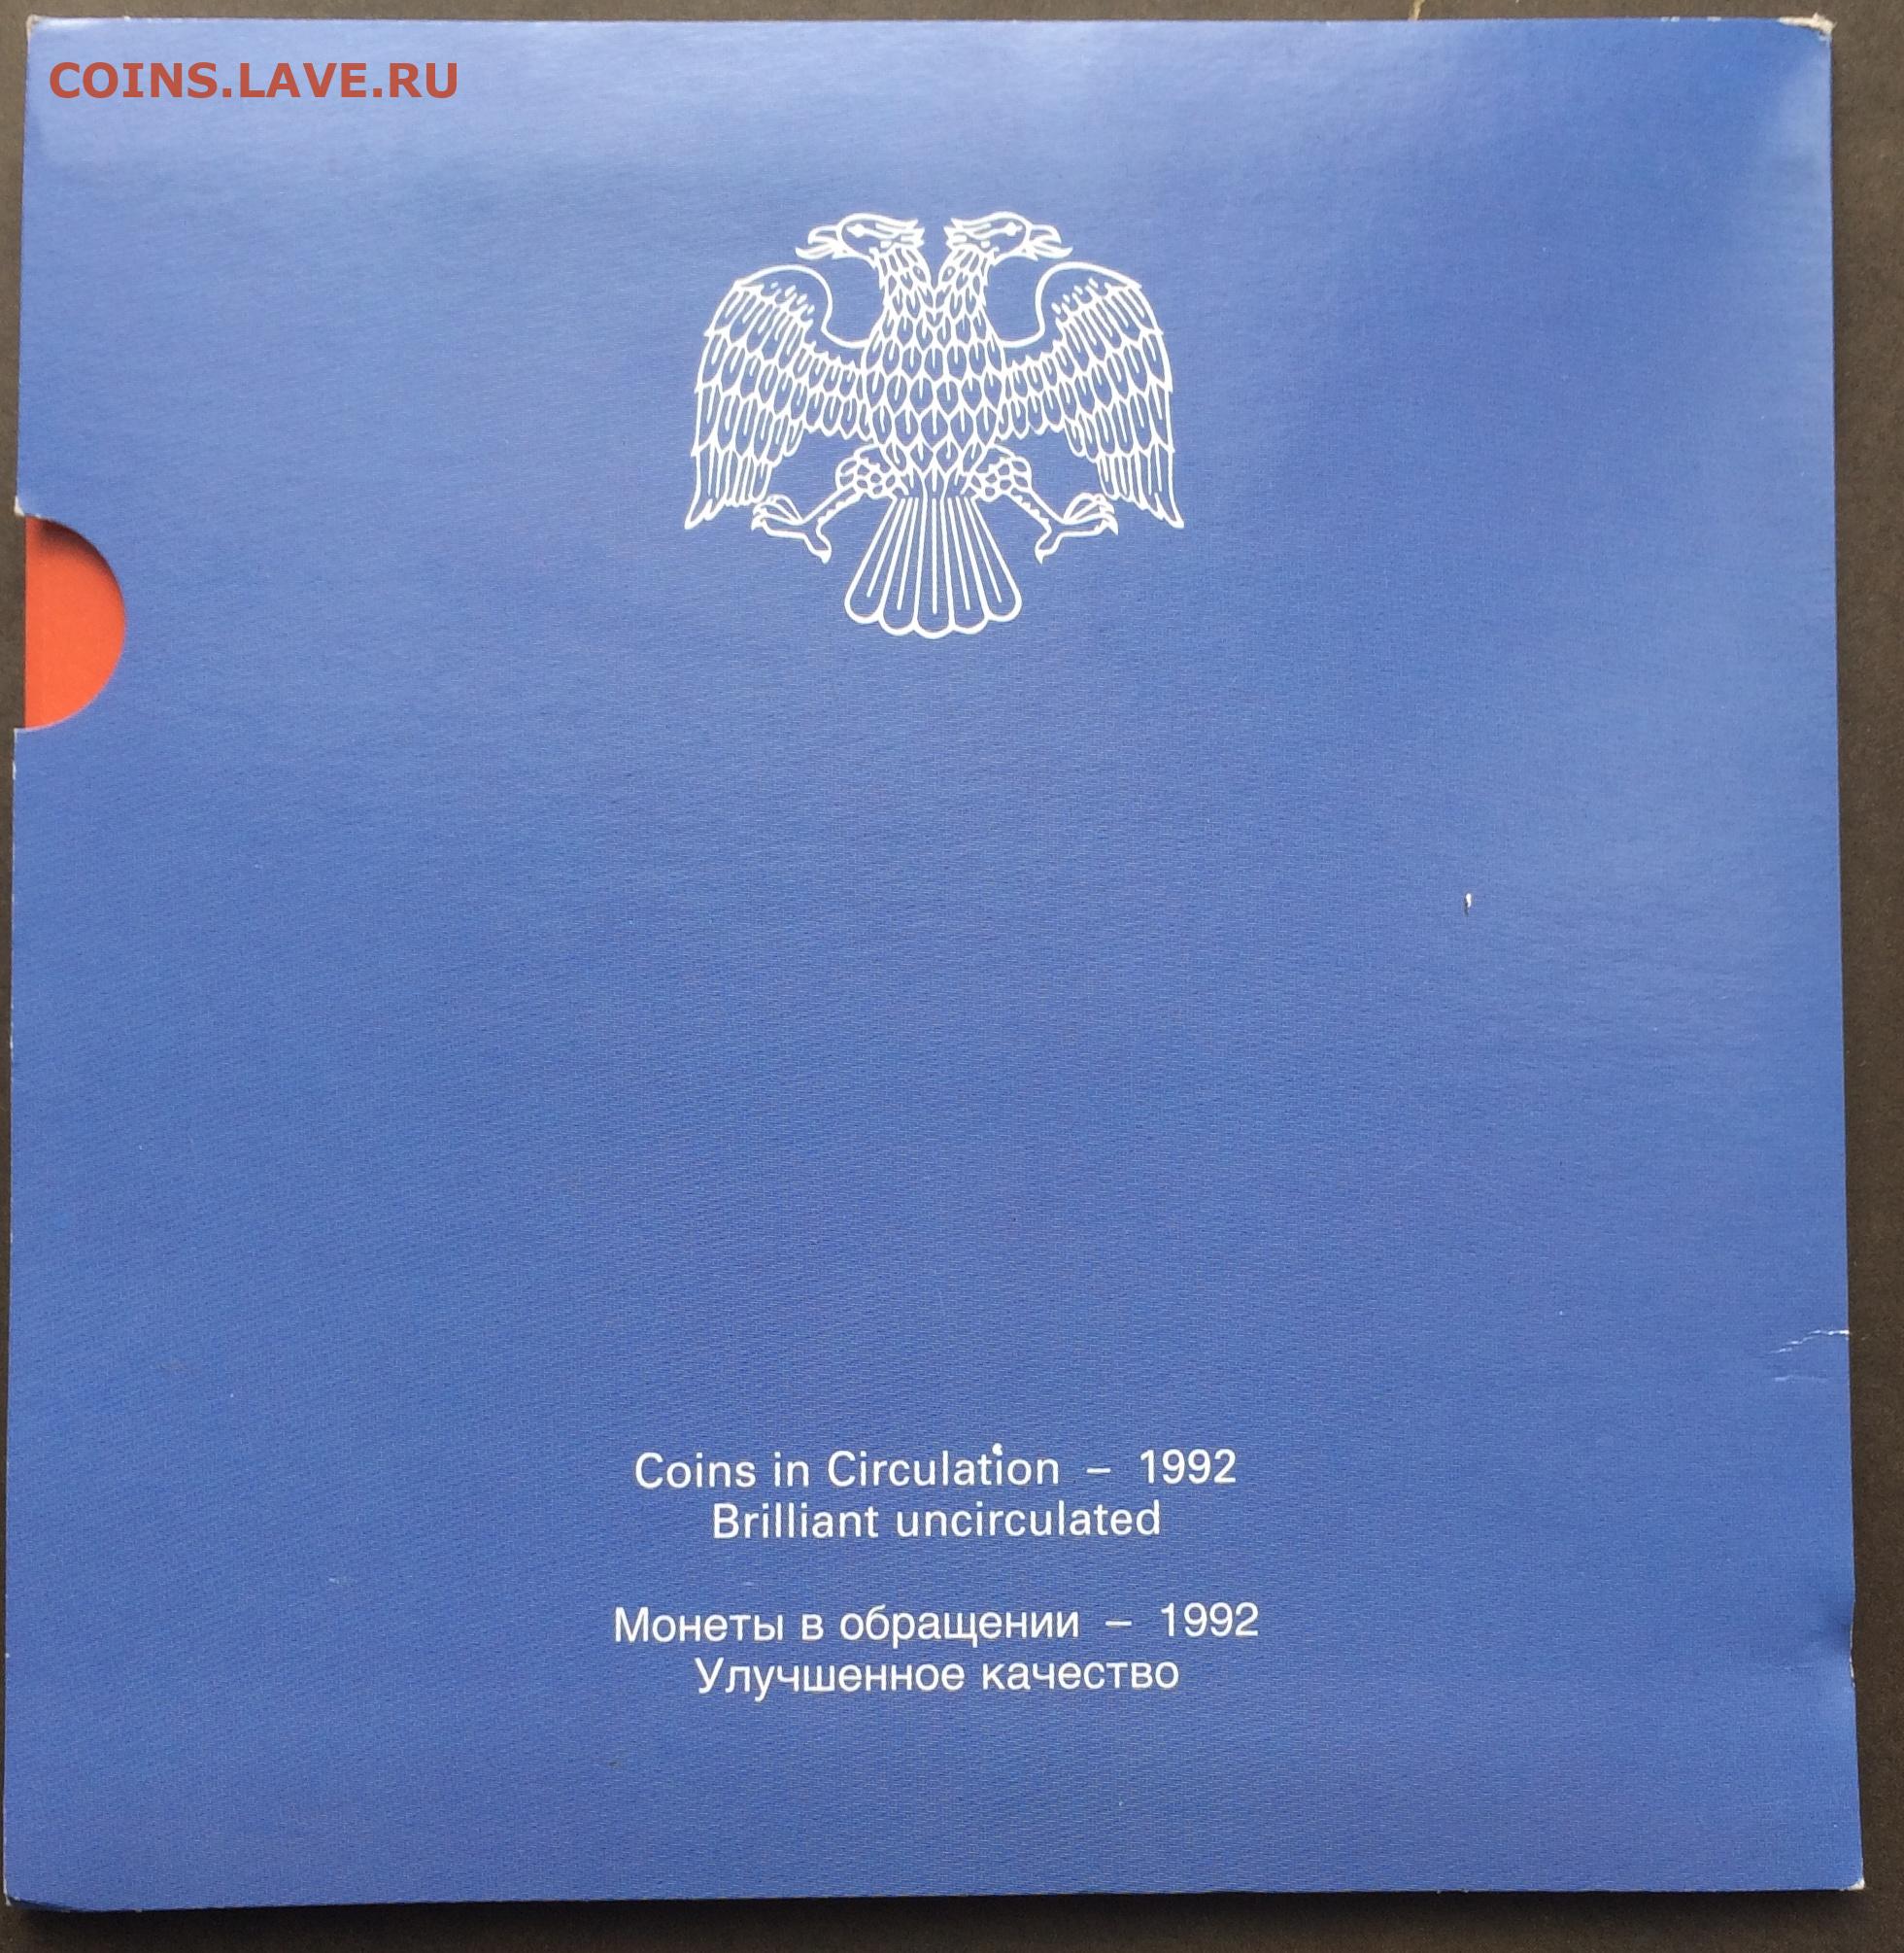 COINS.LAVE.RU
Coins in Circulation – 1992
Brilliant uncirculated
Монеты в обращении – 1992
Улучшенное качество